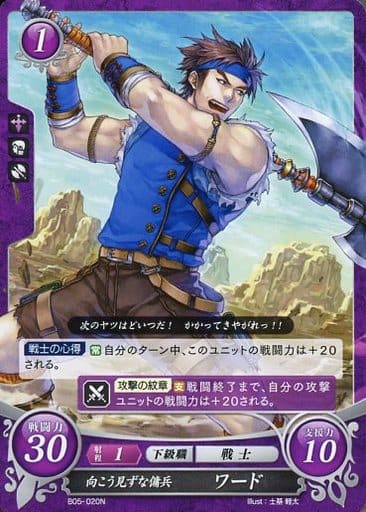 1
次のヤツはどいつだ! かかってきやがれっ!!
戦士の心得 常 自分のターン中、このユニットの戦闘力は+20
される。
攻撃の紋章 支 戦闘終了まで、自分の攻撃
ユニットの戦闘力は+20される。
戦闘力
30
射程 1 下級職 戦士
支援力
10
向こう見ずな傭兵 ワード
B05-020N
Illust:士基 軽太